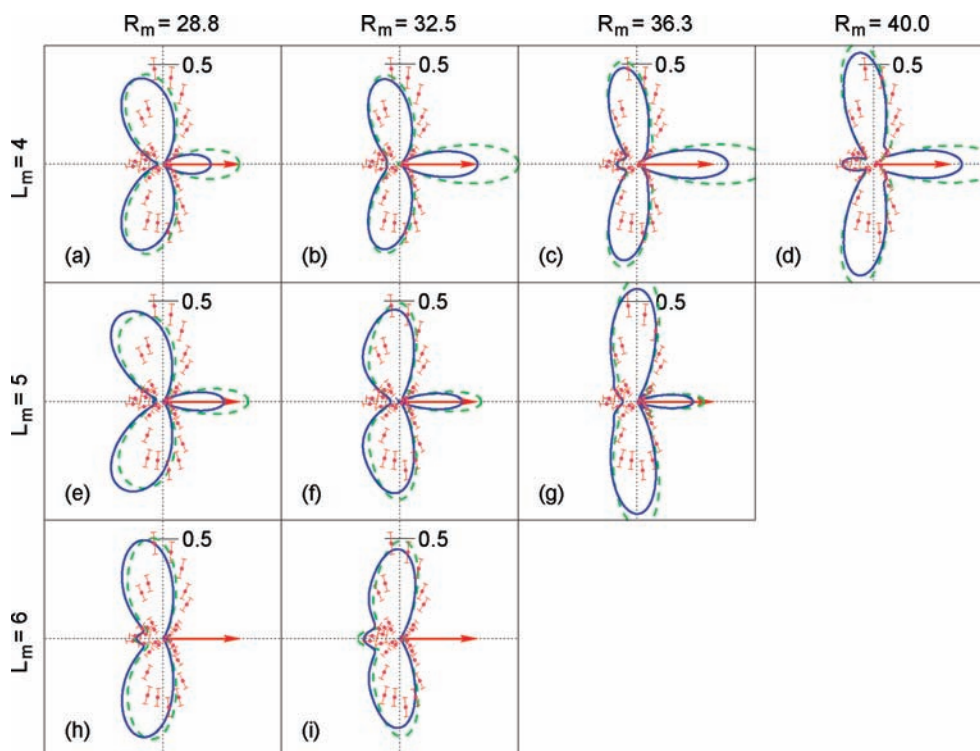 R_m = 28.8 R_m = 32.5 R_m = 36.3 R_m = 40.0
L_m = 4
0.5 0.5 0.5 0.5
(a) (b) (c) (d)
L_m = 5
0.5 0.5 0.5
(e) (f) (g)
L_m = 6
0.5 0.5
(h) (i)